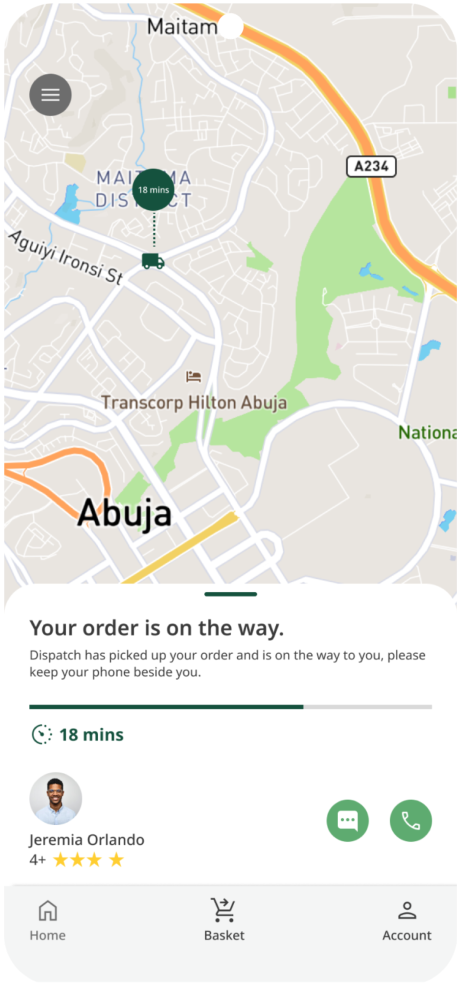 Maitam
A234
18 mins
Aguiyi Ironsi St
Transcorp Hilton Abuja
Nationa
Abuja
Your order is on the way.
Dispatch has picked up your order and is on the way to you, please
keep your phone beside you.
18 mins
Jeremia Orlando
4+
Home Basket Account